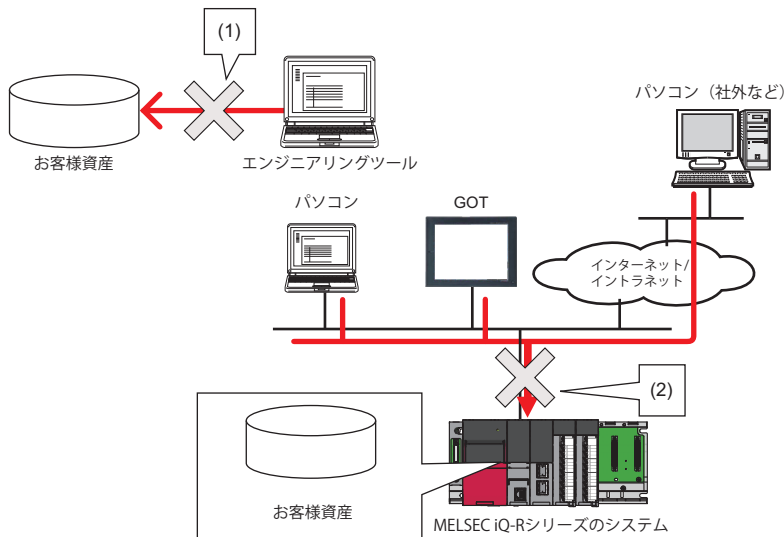 (1)
お客様資産
エンジニアリングツール
パソコン（社外など）
パソコン
GOT
インターネット/
イントラネット
(2)
お客様資産
MELSEC iQ-Rシリーズのシステム